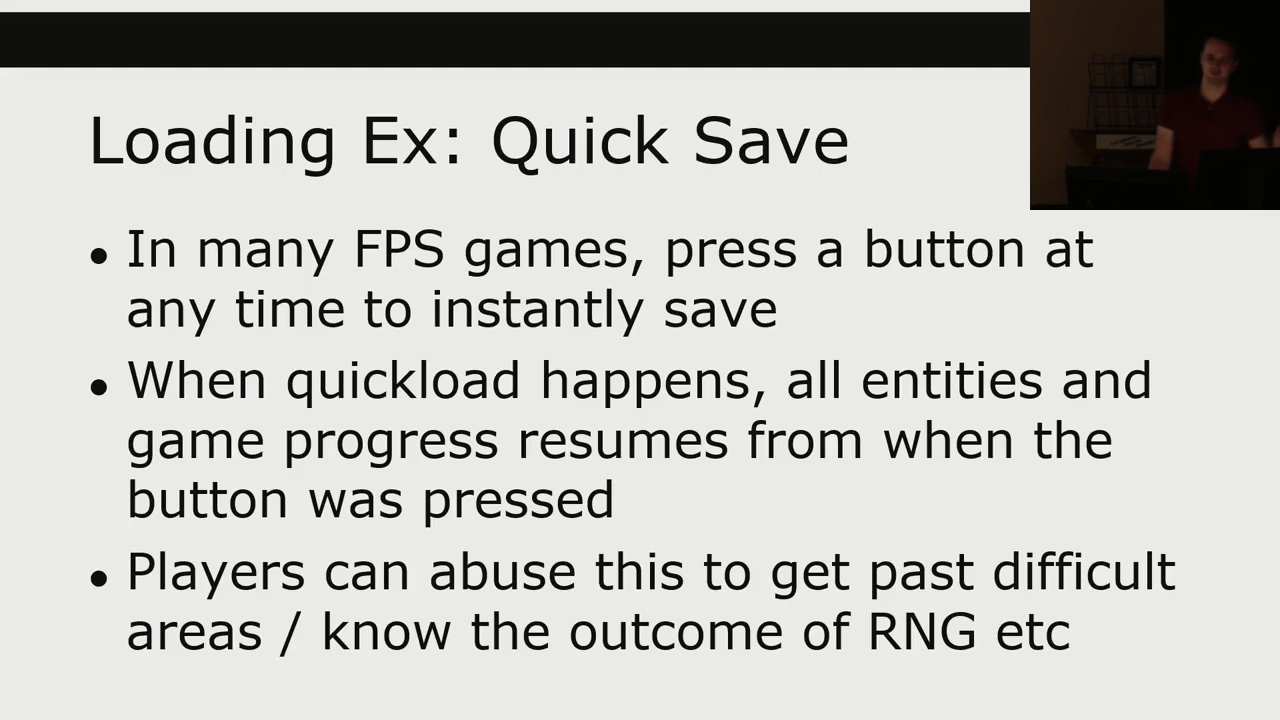 Loading Ex: Quick Save
• In many FPS games, press a button at
any time to instantly save
• When quickload happens, all entities and
game progress resumes from when the
button was pressed
• Players can abuse this to get past difficult
areas / know the outcome of RNG etc